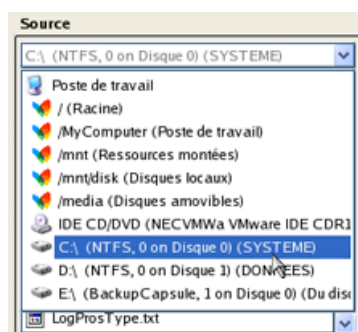 Source
C:\ (NTFS, 0 on Disque 0) (SYSTEME)
Poste de travail
/ (Racine)
/MyComputer (Poste de travail)
/mnt (Ressources montées)
/mnt/disk (Disques locaux)
/media (Disques amovibles)
IDE CD/DVD (NECVMWa VMware IDE CDR1
C:\ (NTFS, 0 on Disque 0) (SYSTEME)
D:\ (NTFS, 0 on Disque 1) (DONNEES)
E:\ (BackupCapsule, 1 on Disque 0) (Du disq
LogProsType.txt